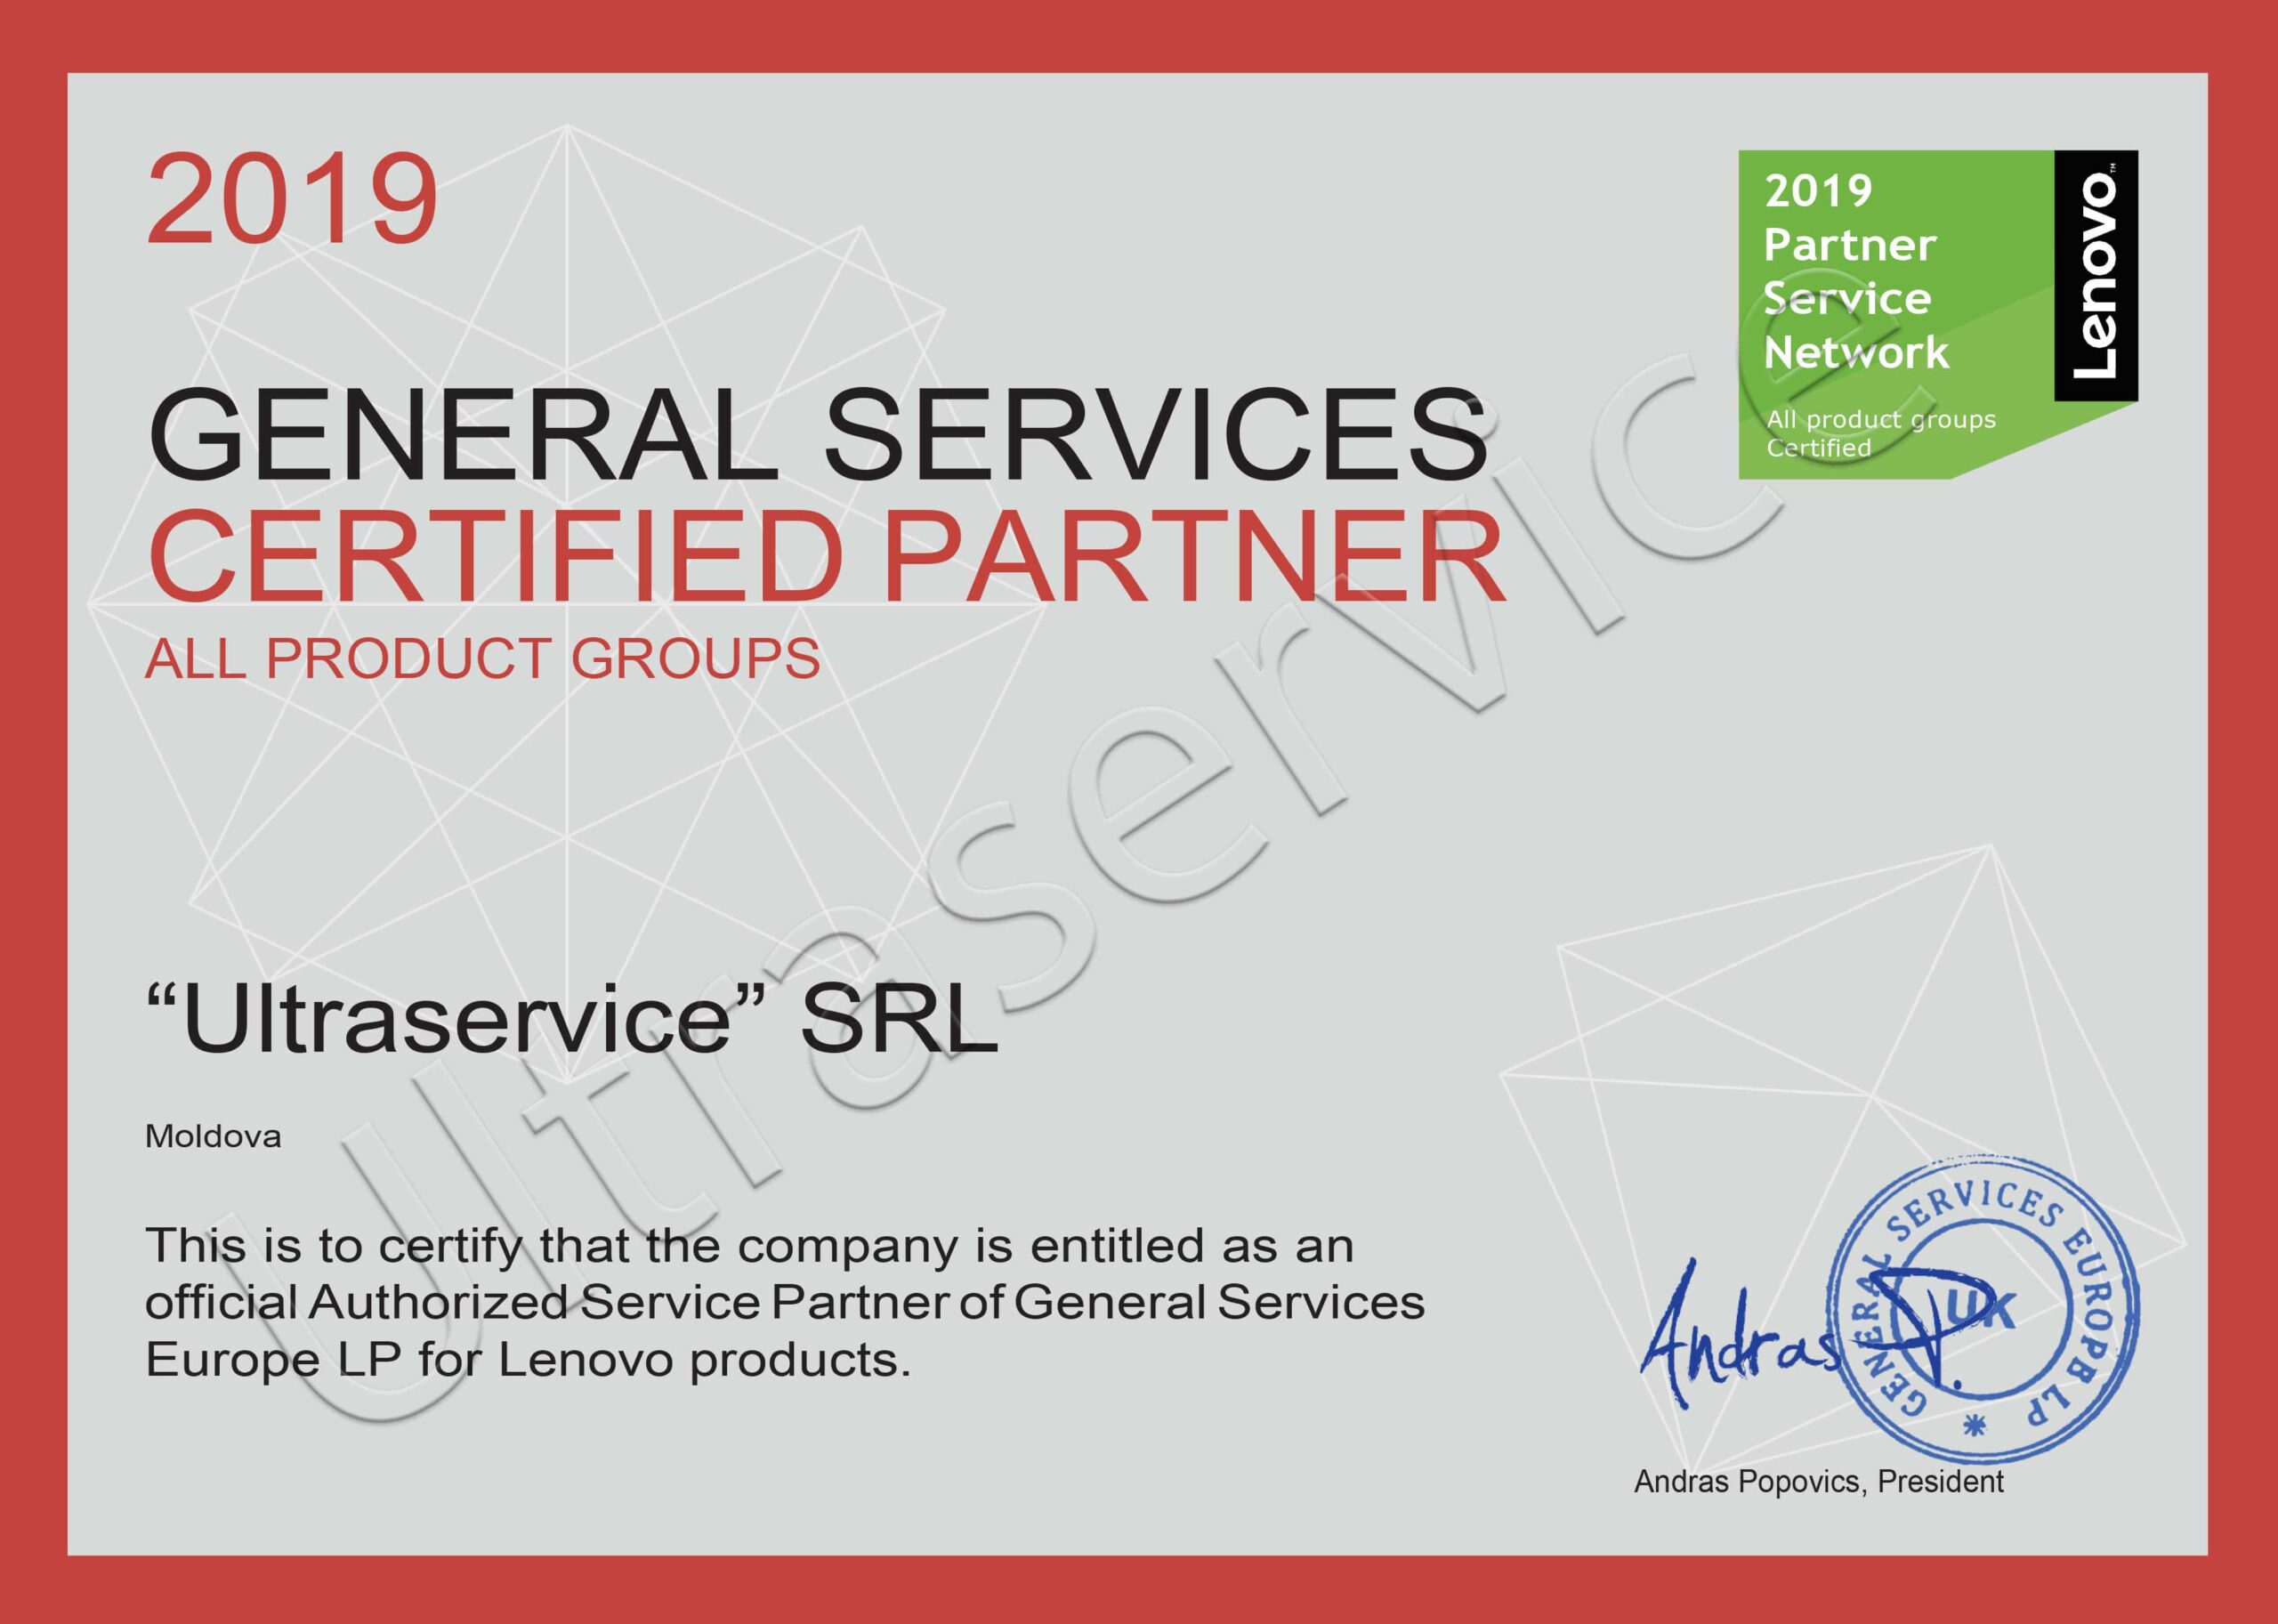 2019
GENERAL SERVICES
CERTIFIED PARTNER
ALL PRODUCT GROUPS
2019
Partner
Service
Network
All product groups
Certified
Lenovo™
“Ultraservice” SRL
Moldova
This is to certify that the company is entitled as an
official Authorized Service Partner of General Services
Europe LP for Lenovo products.
Andras P.
GENERAL SERVICES EUROPE LP *
UK
Andras Popovics, President
Ultraservice